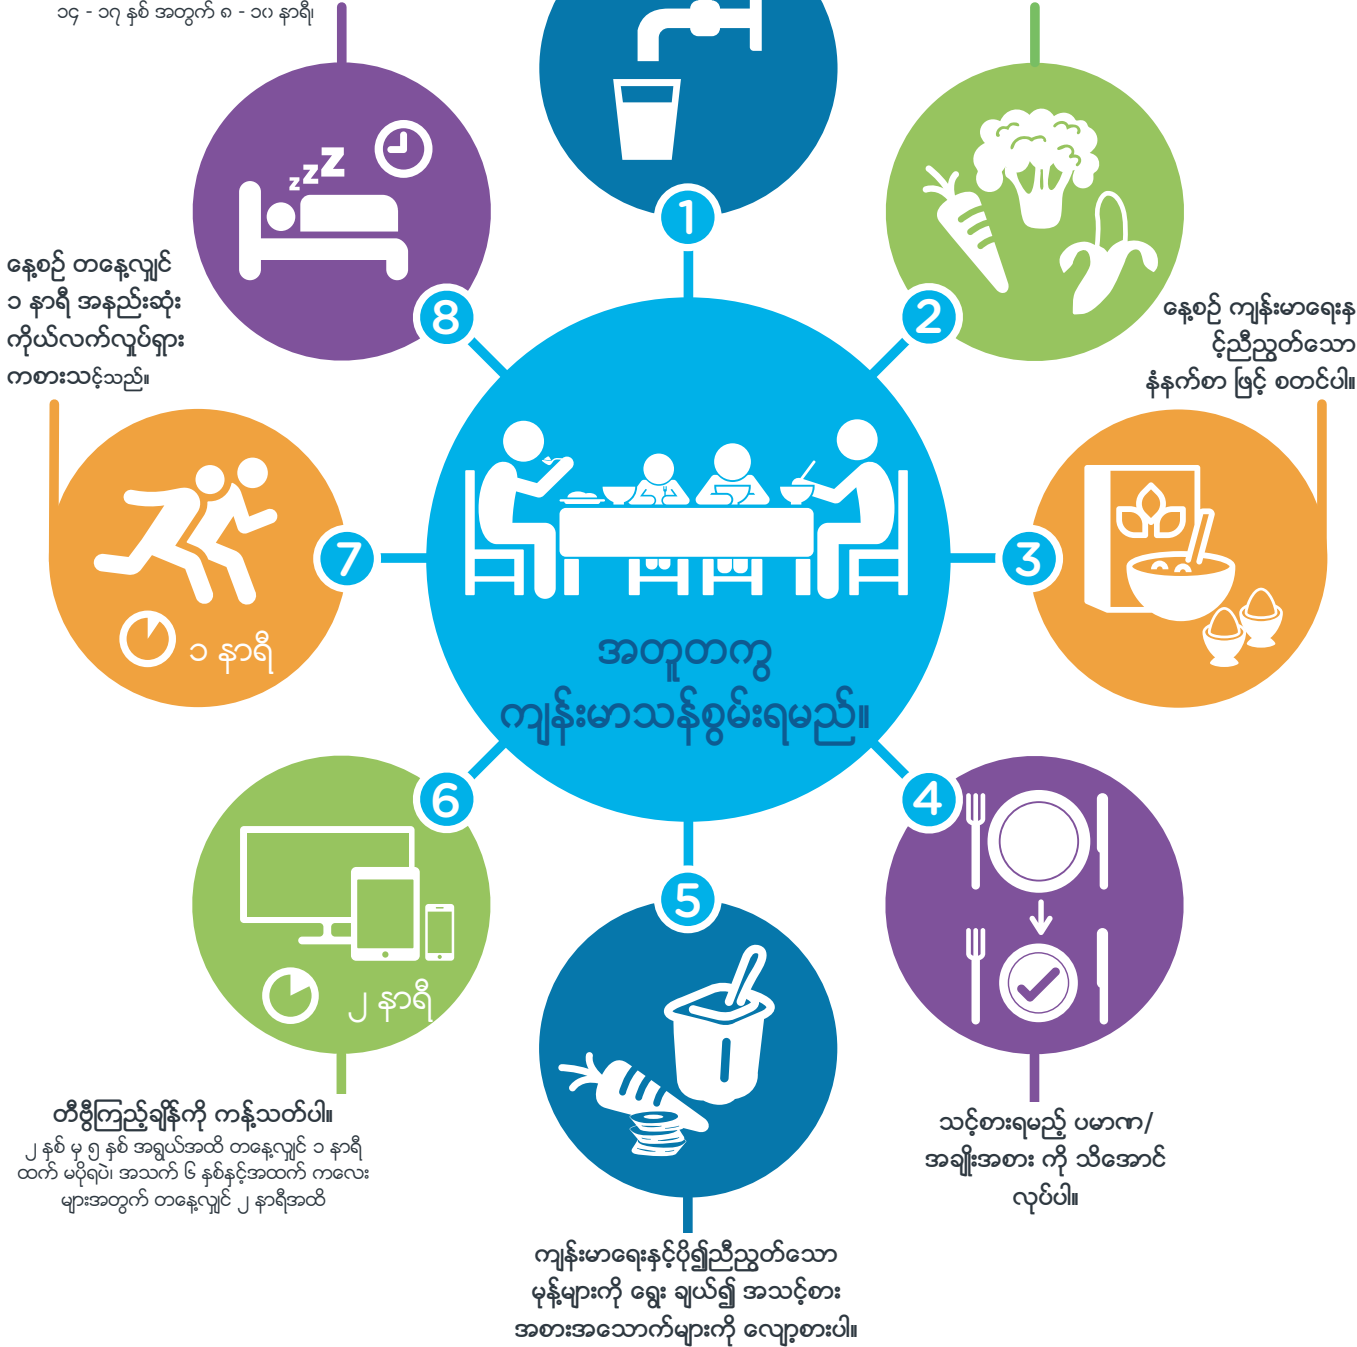 ၁၄ - ၁၇ နှစ် အတွက် ၈ - ၁၀ နာရီ၊
zzz
1
2
3
4
5
6
7
8
နေ့စဉ် ကျန်းမာရေးန
ှင့်ညီညွတ်သော
နံနက်စာ ဖြင့် စတင်ပါ။
နေ့စဉ် တနေ့လျှင်
၁ နာရီ အနည်းဆုံး
ကိုယ်လက်လှုပ်ရှား
ကစားသင့်သည်။
၁ နာရီ
အတူတကွ
ကျန်းမာသန်စွမ်းရမည်။
၂ နာရီ
တီဗွီကြည့်ချိန်ကို ကန့်သတ်ပါ။
၂ နှစ် မှ ၅ နှစ် အရွယ်အထိ တနေ့လျှင် ၁ နာရီ
ထက် မပိုရပဲ၊ အသက် ၆ နှစ်နှင့်အထက် ကလေး
များအတွက် တနေ့လျှင် ၂ နာရီအထိ
သင့်စားရမည့် ပမာဏ/
အချိုးအစား ကို သိအောင်
လုပ်ပါ။
ကျန်းမာရေးနှင့်ပို၍ညီညွတ်သော
မုန့်များကို ရွေး ချယ်၍ အသင့်စား
အစားအသောက်များကို လျော့စားပါ။